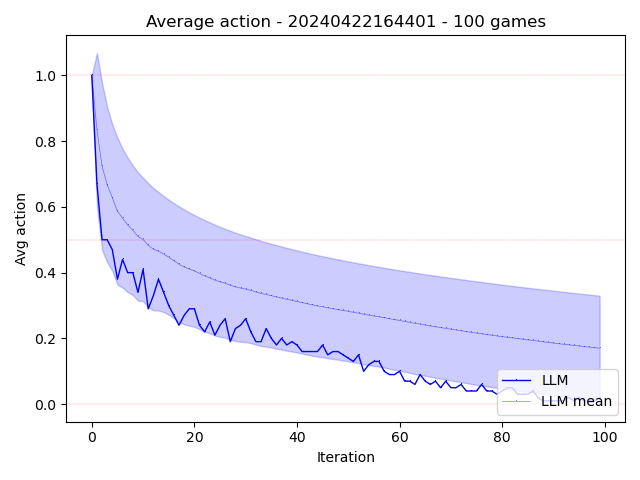 Average action - 20240422164401 - 100 games
Avg action
1.0
0.8
0.6
0.4
0.2
0.0
0 20 40 60 80 100
Iteration
LLM
LLM mean